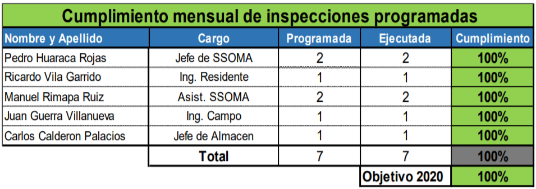 Cumplimiento mensual de inspecciones programadas
Nombre y Apellido Cargo Programada Ejecutada Cumplimiento
Pedro Huaraca Rojas Jefe de SSOMA 2 2 100%
Ricardo Vila Garrido Ing. Residente 1 1 100%
Manuel Rimapa Ruiz Asist. SSOMA 2 2 100%
Juan Guerra Villanueva Ing. Campo 1 1 100%
Carlos Calderon Palacios Jefe de Almacen 1 1 100%
Total 7 7 100%
Objetivo 2020 100%